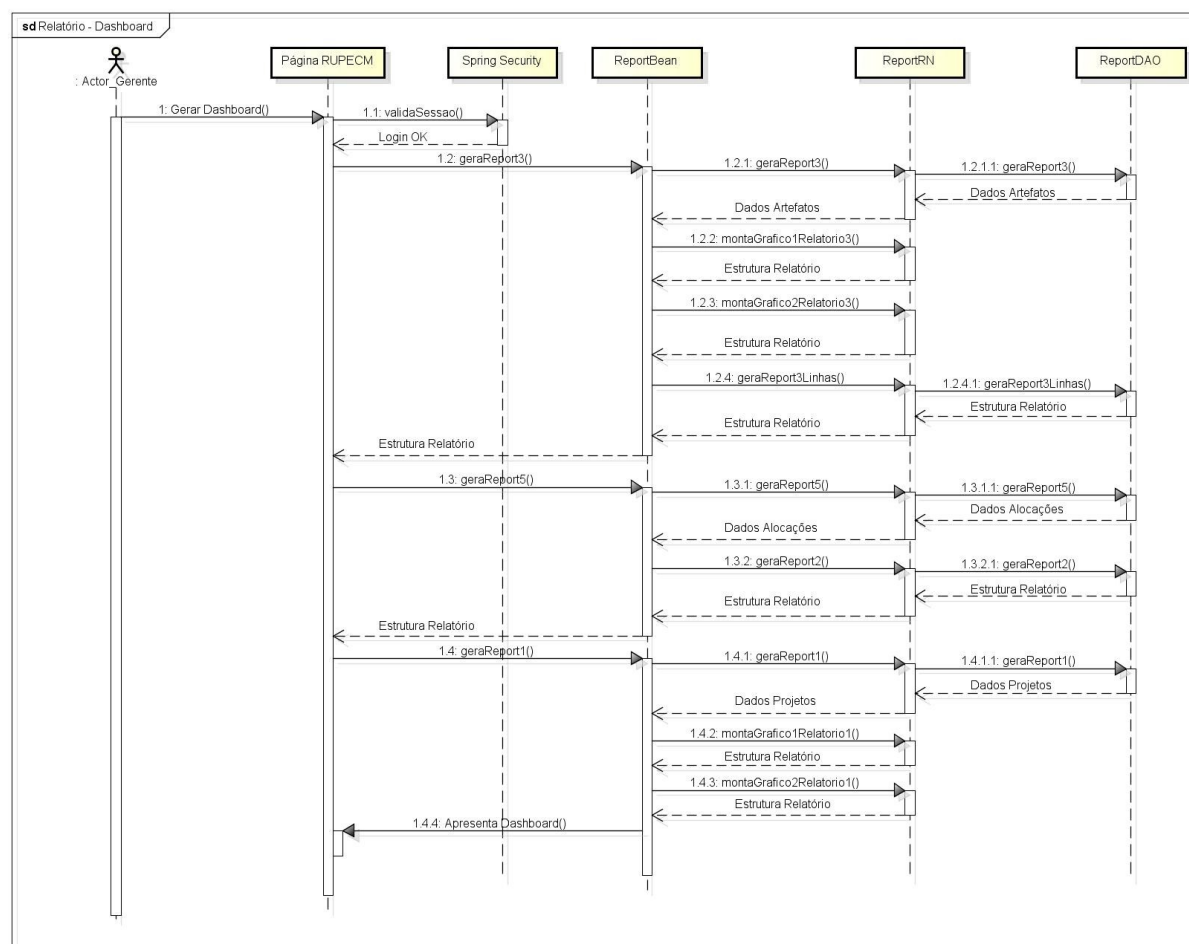 sd Relatório - Dashboard
: Actor_Gerente
Página RUPECM
Spring Security
ReportBean
ReportRN
ReportDAO
1: Gerar Dashboard()
1.1: validaSessao()
Login OK
1.2: geraReport3()
1.2.1: geraReport3()
1.2.1.1: geraReport3()
Dados Artefatos
Dados Artefatos
1.2.2: montaGrafico1Relatorio3()
Estrutura Relatório
1.2.3: montaGrafico2Relatorio3()
Estrutura Relatório
1.2.4: geraReport3Linhas()
1.2.4.1: geraReport3Linhas()
Estrutura Relatório
Estrutura Relatório
Estrutura Relatório
1.3: geraReport5()
1.3.1: geraReport5()
1.3.1.1: geraReport5()
Dados Alocações
Dados Alocações
1.3.2: geraReport2()
1.3.2.1: geraReport2()
Estrutura Relatório
Estrutura Relatório
Estrutura Relatório
1.4: geraReport1()
1.4.1: geraReport1()
1.4.1.1: geraReport1()
Dados Projetos
Dados Projetos
1.4.2: montaGrafico1Relatorio1()
Estrutura Relatório
1.4.3: montaGrafico2Relatorio1()
Estrutura Relatório
1.4.4: Apresenta Dashboard()